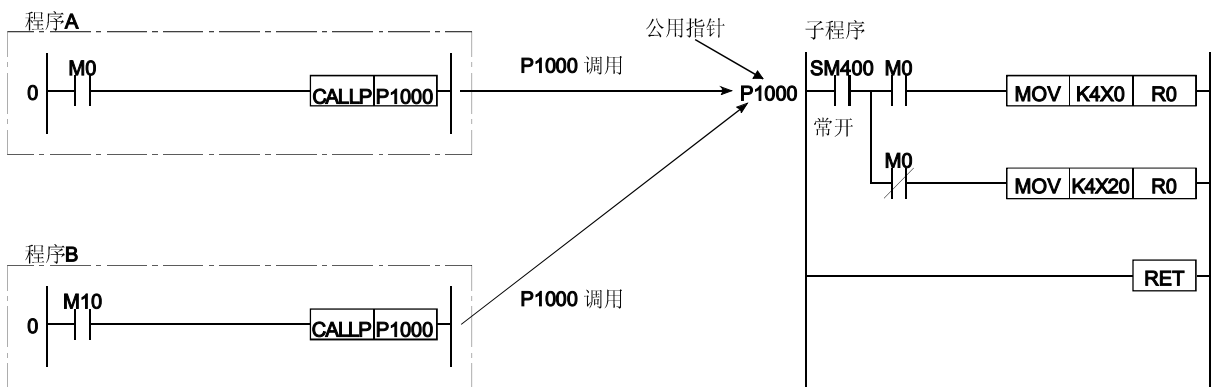 程序A
M0
0
CALLP P1000
P1000 调用
公用指针
P1000
子程序
SM400 M0
MOV K4X0 R0
常开
M0
MOV K4X20 R0
RET
程序B
M10
0
CALLP P1000
P1000 调用